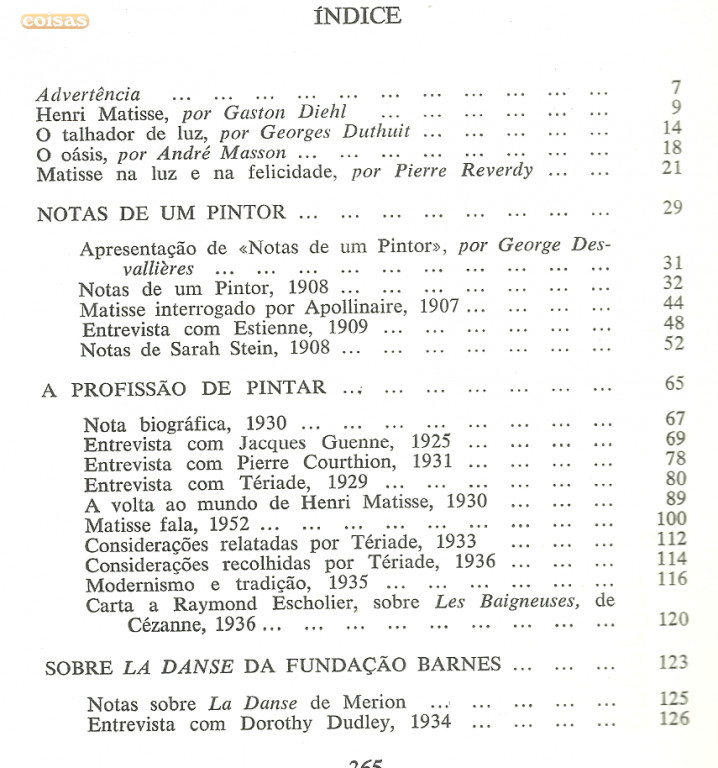 coisas
ÍNDICE
Advertência ... ... ... ... ... ... ... ... ... ... ... 7
Henri Matisse, por Gaston Diehl ... ... ... ... ... ... 9
O talhador de luz, por Georges Duthuit ... ... ... ... ... 14
O oásis, por André Masson ... ... ... ... ... ... ... ... 18
Matisse na luz e na felicidade, por Pierre Reverdy ... ... 21
NOTAS DE UM PINTOR ... ... ... ... ... ... ... ... 29
Apresentação de «Notas de um Pintor», por George Des-
vallières ... ... ... ... ... ... ... ... ... ... 31
Notas de um Pintor, 1908 ... ... ... ... ... ... ... 32
Matisse interrogado por Apollinaire, 1907 ... ... ... ... 44
Entrevista com Estienne, 1909 ... ... ... ... ... ... 48
Notas de Sarah Stein, 1908 ... ... ... ... ... ... ... 52
A PROFISSÃO DE PINTAR ... ... ... ... ... ... ... 65
Nota biográfica, 1930 ... ... ... ... ... ... ... ... 67
Entrevista com Jacques Guenne, 1925 ... ... ... ... 69
Entrevista com Pierre Courthion, 1931 ... ... ... ... 78
Entrevista com Tériade, 1929 ... ... ... ... ... ... 80
A volta ao mundo de Henri Matisse, 1930 ... ... ... 89
Matisse fala, 1952 ... ... ... ... ... ... ... ... ... 100
Considerações relatadas por Tériade, 1933 ... ... ... 112
Considerações recolhidas por Tériade, 1936 ... ... ... 114
Modernismo e tradição, 1935 ... ... ... ... ... ... 116
Carta a Raymond Escholier, sobre Les Baigneuses, de
Cézanne, 1936 ... ... ... ... ... ... ... ... ... 120
SOBRE LA DANSE DA FUNDAÇÃO BARNES ... ... ... 123
Notas sobre La Danse de Merion ... ... ... ... ... 125
Entrevista com Dorothy Dudley, 1934 ... ... ... ... 126
265